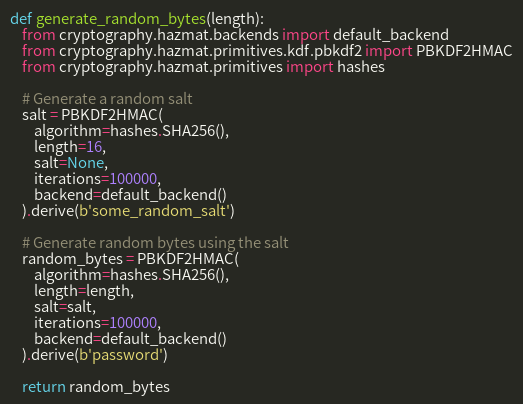 def generate_random_bytes(length):
from cryptography.hazmat.backends import default_backend
from cryptography.hazmat.primitives.kdf.pbkdf2 import PBKDF2HMAC
from cryptography.hazmat.primitives import hashes
# Generate a random salt
salt = PBKDF2HMAC(
algorithm=hashes.SHA256(),
length=16,
salt=None,
iterations=100000,
backend=default_backend()
).derive(b'some_random_salt')
# Generate random bytes using the salt
random_bytes = PBKDF2HMAC(
algorithm=hashes.SHA256(),
length=length,
salt=salt,
iterations=100000,
backend=default_backend()
).derive(b'password')
return random_bytes